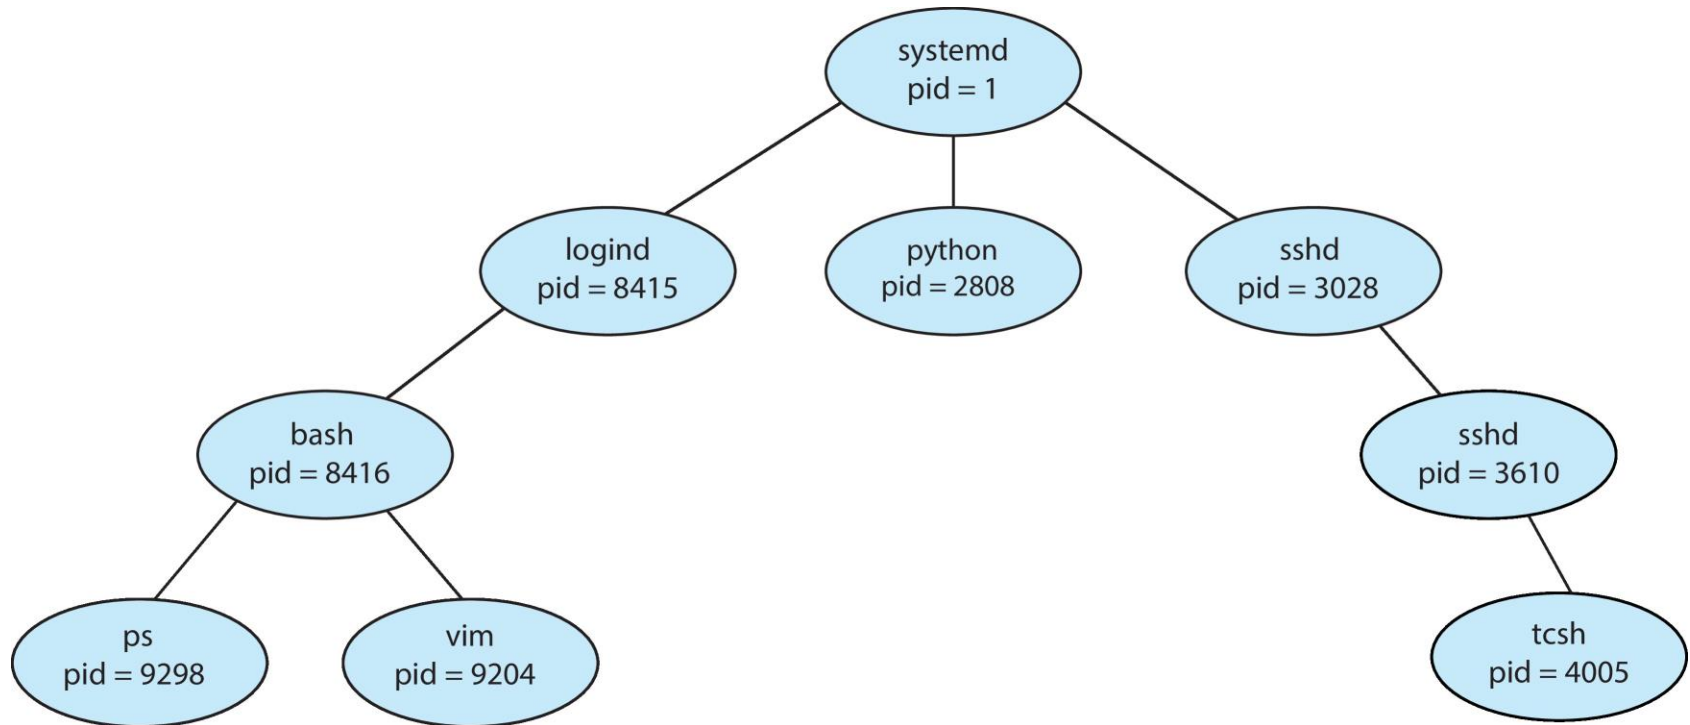 systemd
pid = 1
logind
pid = 8415
python
pid = 2808
sshd
pid = 3028
bash
pid = 8416
sshd
pid = 3610
ps
pid = 9298
vim
pid = 9204
tcsh
pid = 4005